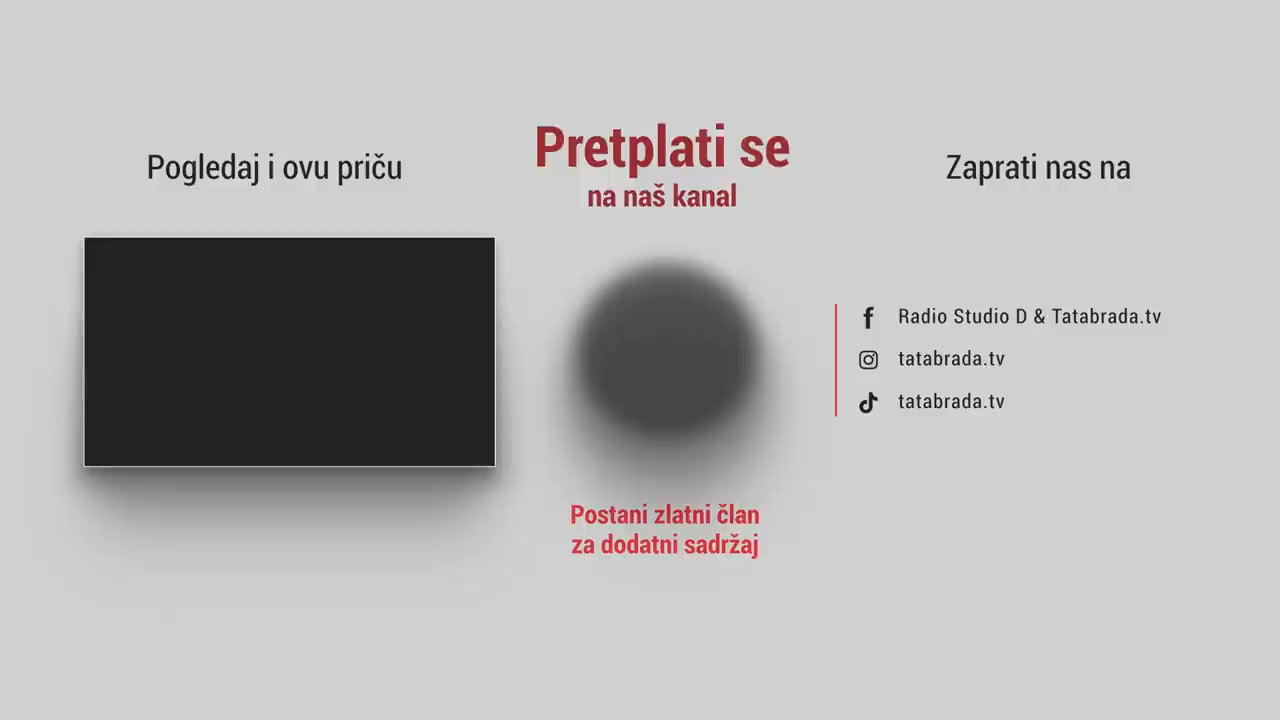 Pogledaj i ovu priču
Pretplati se
na naš kanal
Postani zlatni član
za dodatni sadržaj
Zaprati nas na
Radio Studio D & Tatabrada.tv
tatabrada.tv
tatabrada.tv